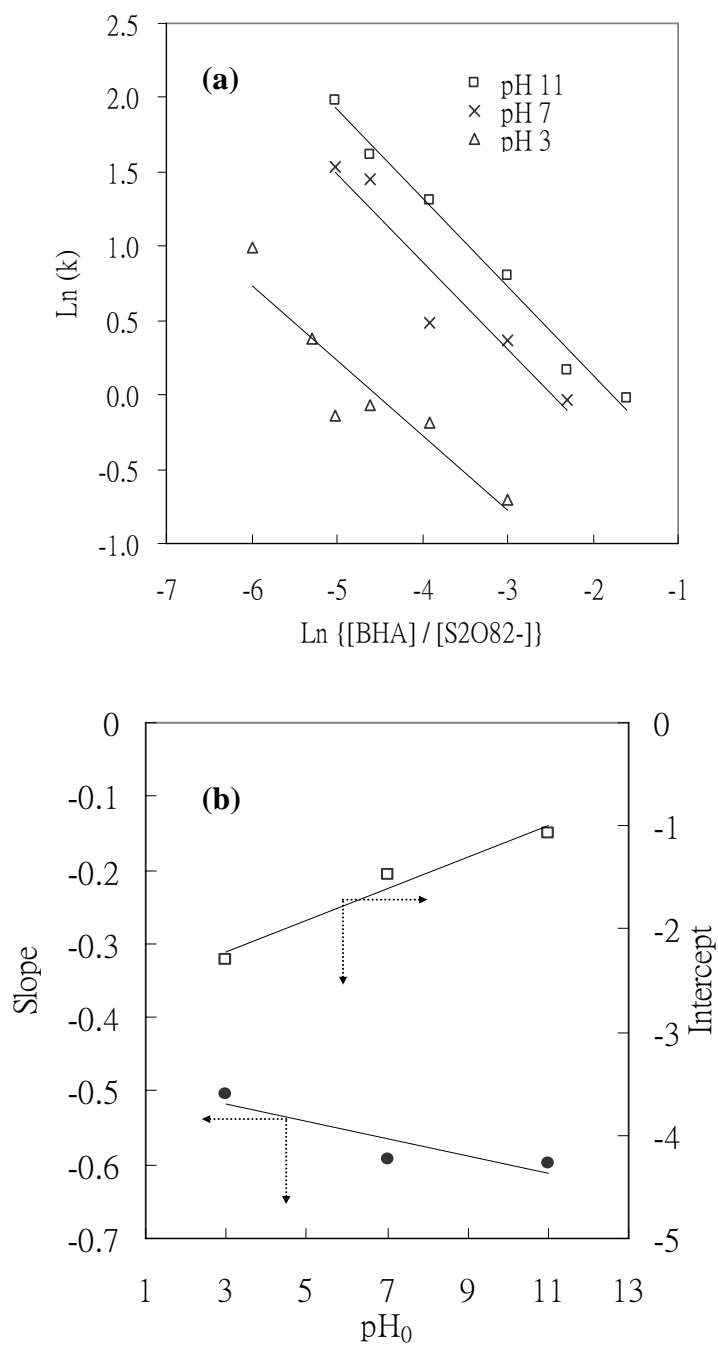 2.5
(a)
pH 11
pH 7
pH 3
2.0
1.5
1.0
0.5
0.0
-0.5
-1.0
Ln (k)
-7 -6 -5 -4 -3 -2 -1
Ln {[BHA] / [S2O82-]}
0 0
-0.1
(b)
-0.2
-0.3
-0.4
-0.5
-0.6
-0.7
Slope
-1
-2
-3
-4
-5
Intercept
1 3 5 7 9 11 13
pH₀